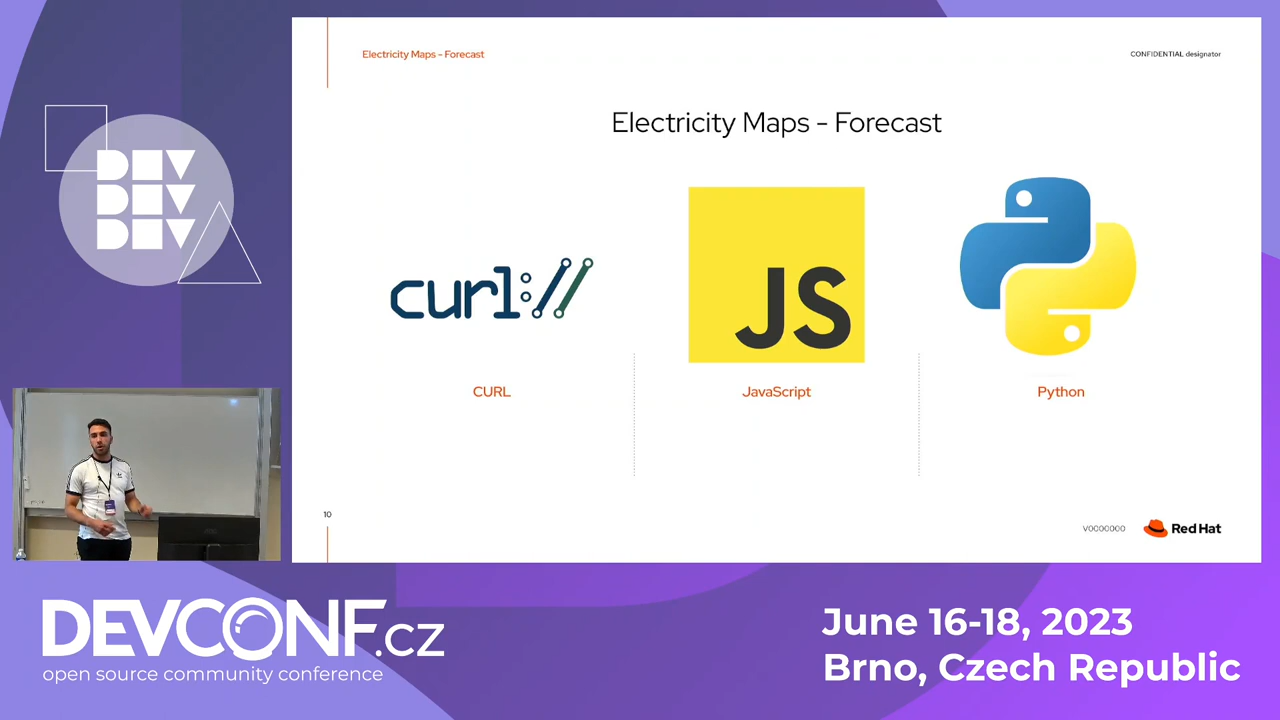 Electricity Maps - Forecast
CONFIDENTIAL designator
Electricity Maps - Forecast
DEV
DEV
DEV
curl://
JS
CURL
JavaScript
Python
10
V0000000
Red Hat
DEVCONF.cz
open source community conference
June 16-18, 2023
Brno, Czech Republic